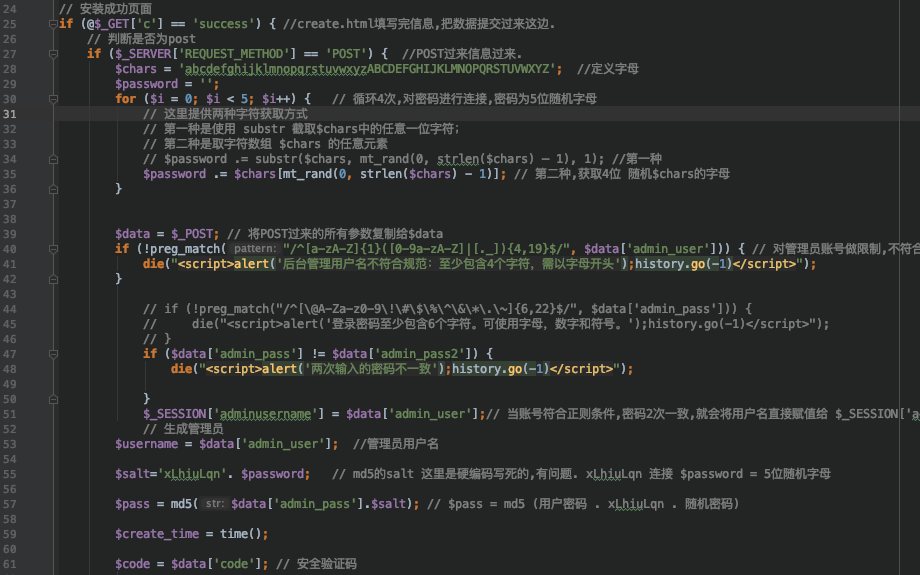 24 // 安装成功页面
25 if (@$_GET['c'] == 'success') { //create.html填写完信息,把数据提交过来这边.
26 // 判断是否为post
27 if ($_SERVER['REQUEST_METHOD'] == 'POST') { //POST过来信息过来.
28 $chars = 'abcdefghijklmnopqrstuvwxyzABCDEFGHIJKLMNOPQRSTUVWXYZ'; //定义字母
29 $password = '';
30 for ($i = 0; $i < 5; $i++) { // 循环4次,对密码进行连接,密码为5位随机字母
31 // 这里提供两种字符获取方式
32 // 第一种是使用 substr 截取$chars中的任意一位字符;
33 // 第二种是取字符数组 $chars 的任意元素
34 // $password .= substr($chars, mt_rand(0, strlen($chars) – 1), 1); //第一种
35 $password .= $chars[mt_rand(0, strlen($chars) - 1)]; // 第二种,获取4位 随机$chars的字母
36 }
37
38
39 $data = $_POST; // 将POST过来的所有参数复制给$data
40 if (!preg_match( pattern: "/^[a-zA-Z]{1}([0-9a-zA-Z]|[._]){4,19}$/", $data['admin_user'])) { // 对管理员账号做限制,不符合
41 die("<script>alert('后台管理用户名不符合规范：至少包含4个字符，需以字母开头');history.go(-1)</script>");
42 }
43
44 // if (!preg_match("/^[\@A-Za-z0-9\!\#\$\%\^\&\*\.\~]{6,22}$/", $data['admin_pass'])) {
45 // die("<script>alert('登录密码至少包含6个字符。可使用字母，数字和符号。');history.go(-1)</script>");
46 // }
47 if ($data['admin_pass'] != $data['admin_pass2']) {
48 die("<script>alert('两次输入的密码不一致');history.go(-1)</script>");
49
50 }
51 $_SESSION['adminusername'] = $data['admin_user'];// 当账号符合正则条件,密码2次一致,就会将用户名直接赋值给 $_SESSION['ad
52 // 生成管理员
53 $username = $data['admin_user']; //管理员用户名
54
55 $salt='xLhiuLqn'. $password; // md5的salt 这里是硬编码写死的,有问题. xLhiuLqn 连接 $password = 5位随机字母
56
57 $pass = md5( str: $data['admin_pass'].$salt); // $pass = md5 (用户密码 . xLhiuLqn . 随机密码)
58
59 $create_time = time();
60
61 $code = $data['code']; // 安全验证码